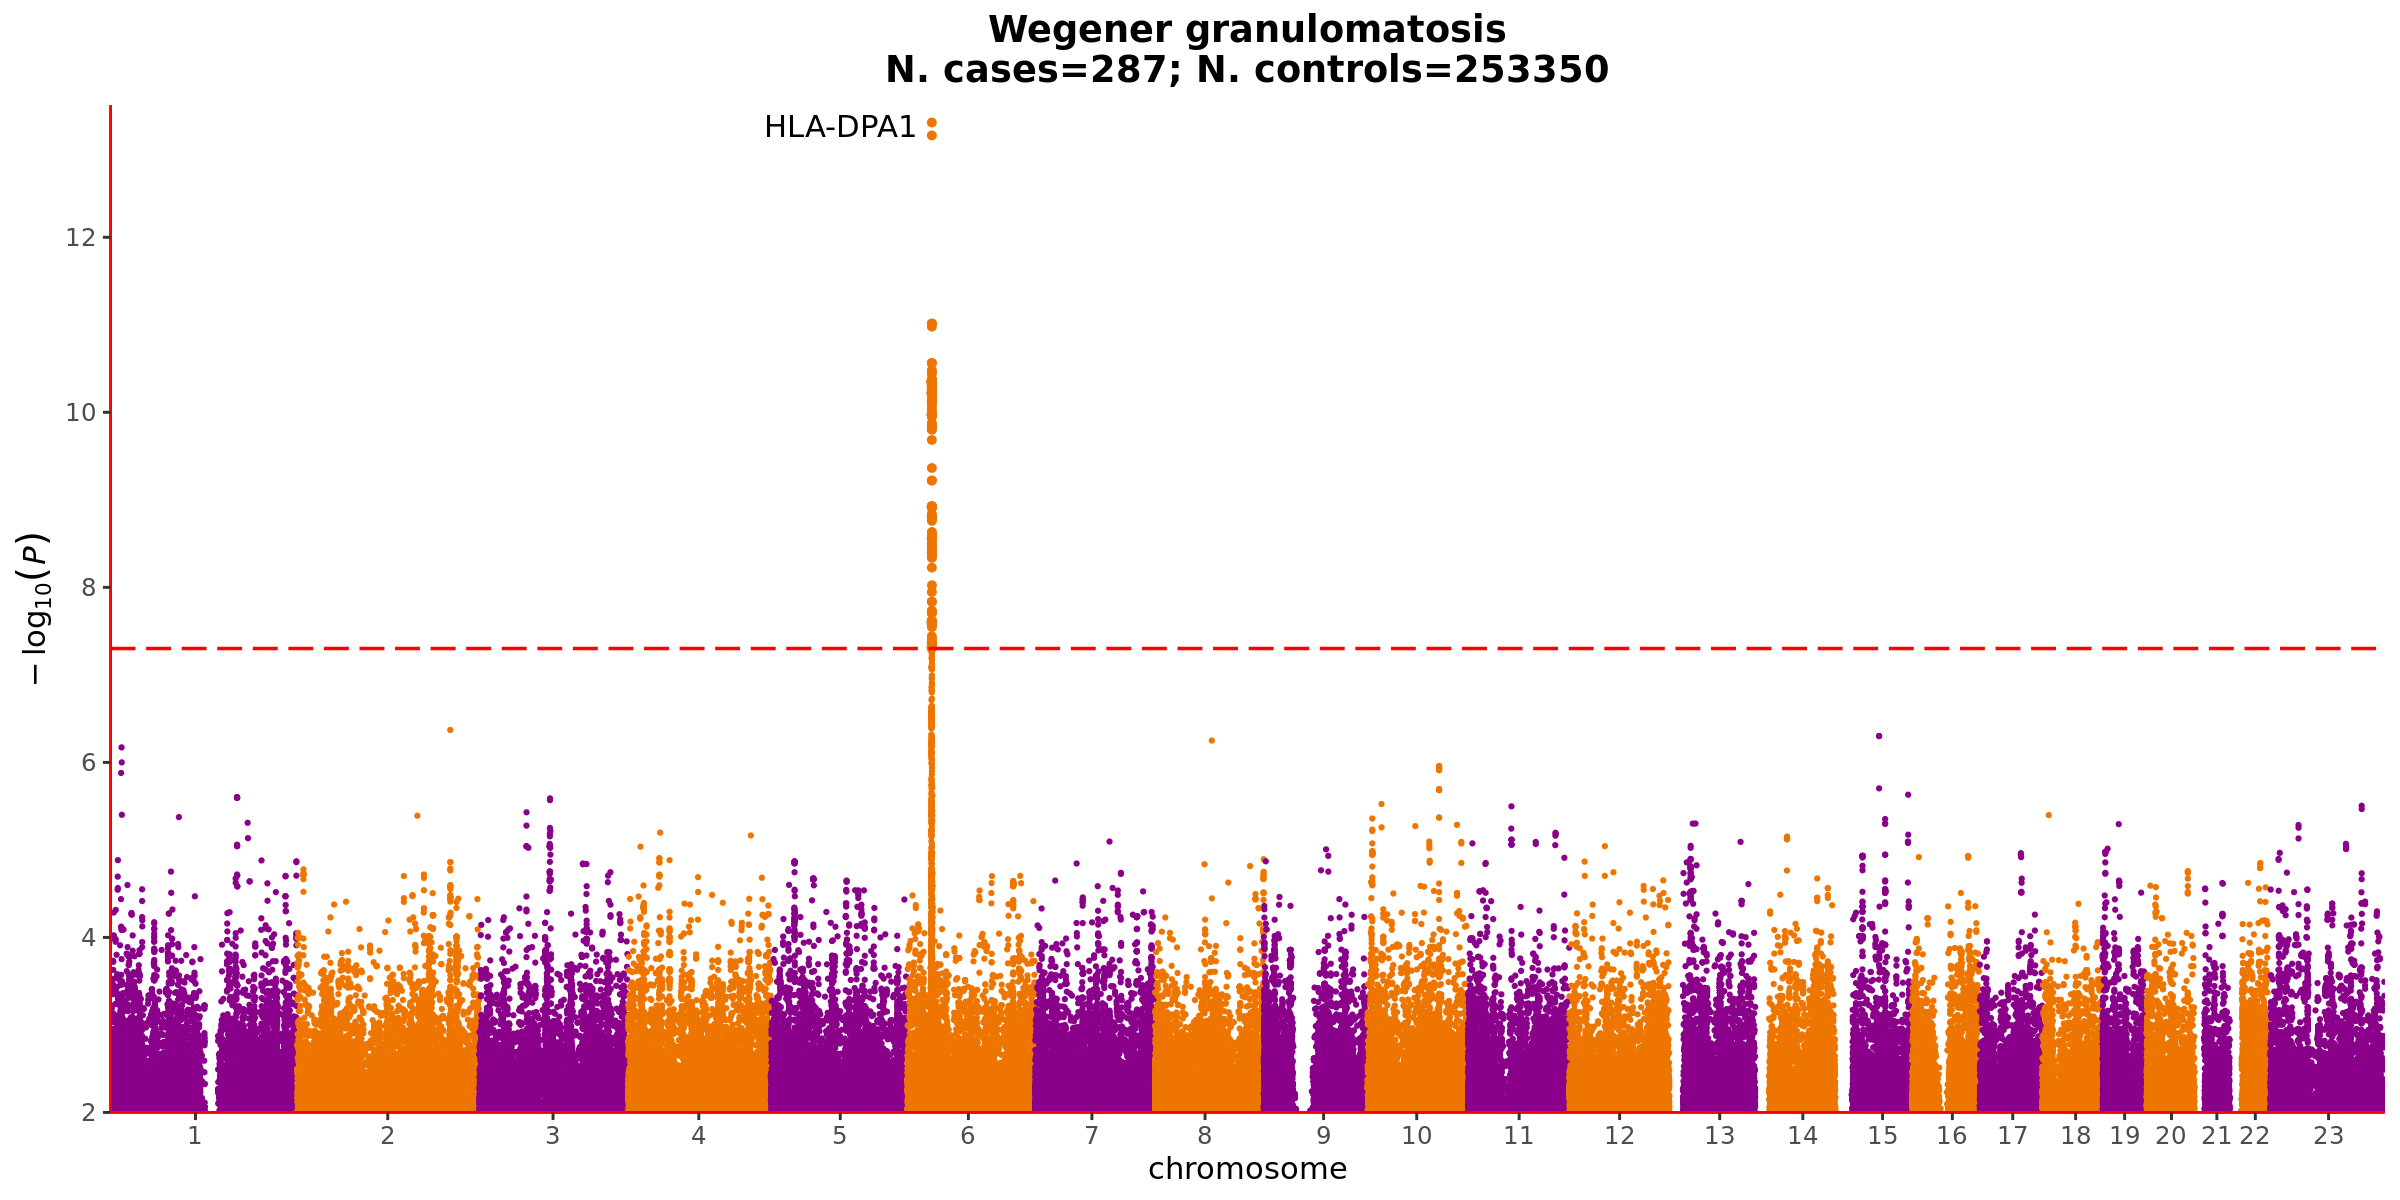 Wegener granulomatosis
N. cases=287; N. controls=253350
HLA-DPA1
12
10
8
6
4
2
−log₁₀(P)
1 2 3 4 5 6 7 8 9 10 11 12 13 14 15 16 17 18 19 20 21 22 23
chromosome